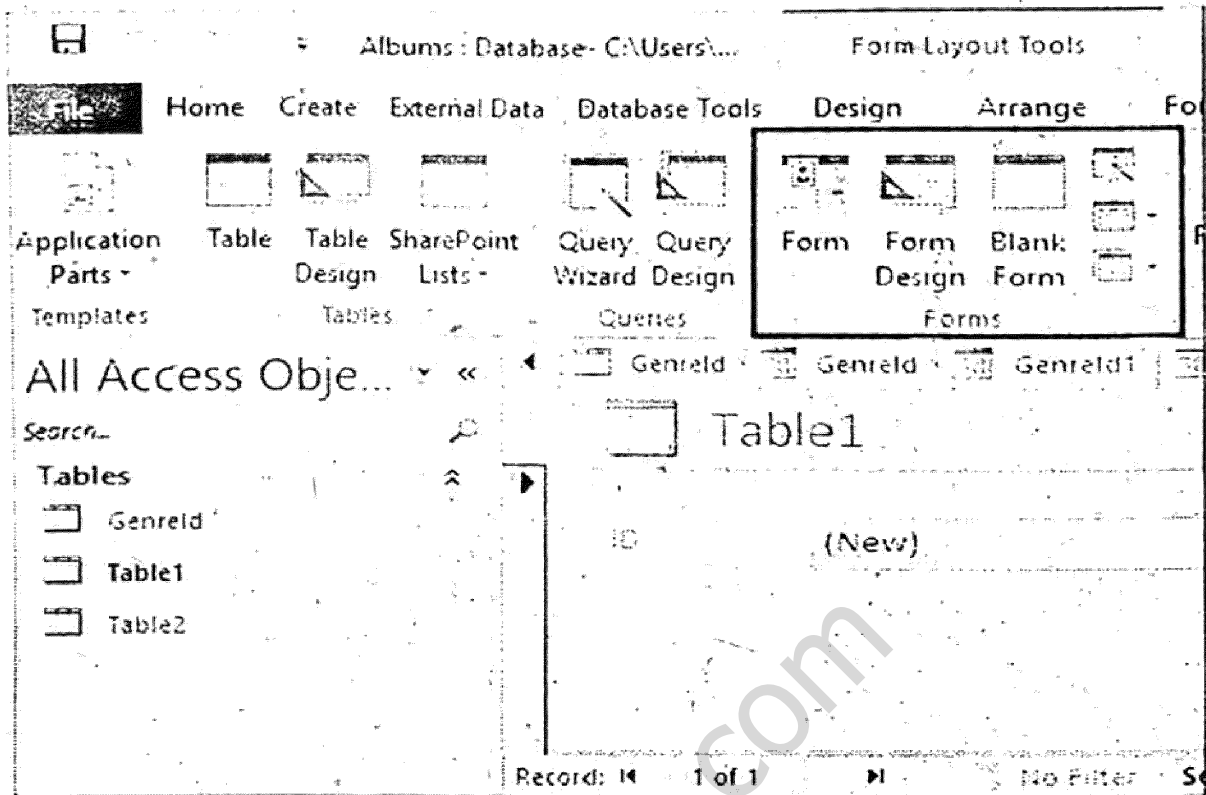 Albums : Database- C:\Users\... Form Layout Tools
File Home Create External Data Database Tools Design Arrange
Application Parts Table Table Design SharePoint Lists Query Wizard Query Design Form Form Design Blank Form
Templates Tables Queries Forms
All Access Obje... «
GenreId GenreId GenreId1
Search...
Table1
Tables
GenreId
ID (New)
Table1
Table2
com
Record: 1 of 1 No Filter